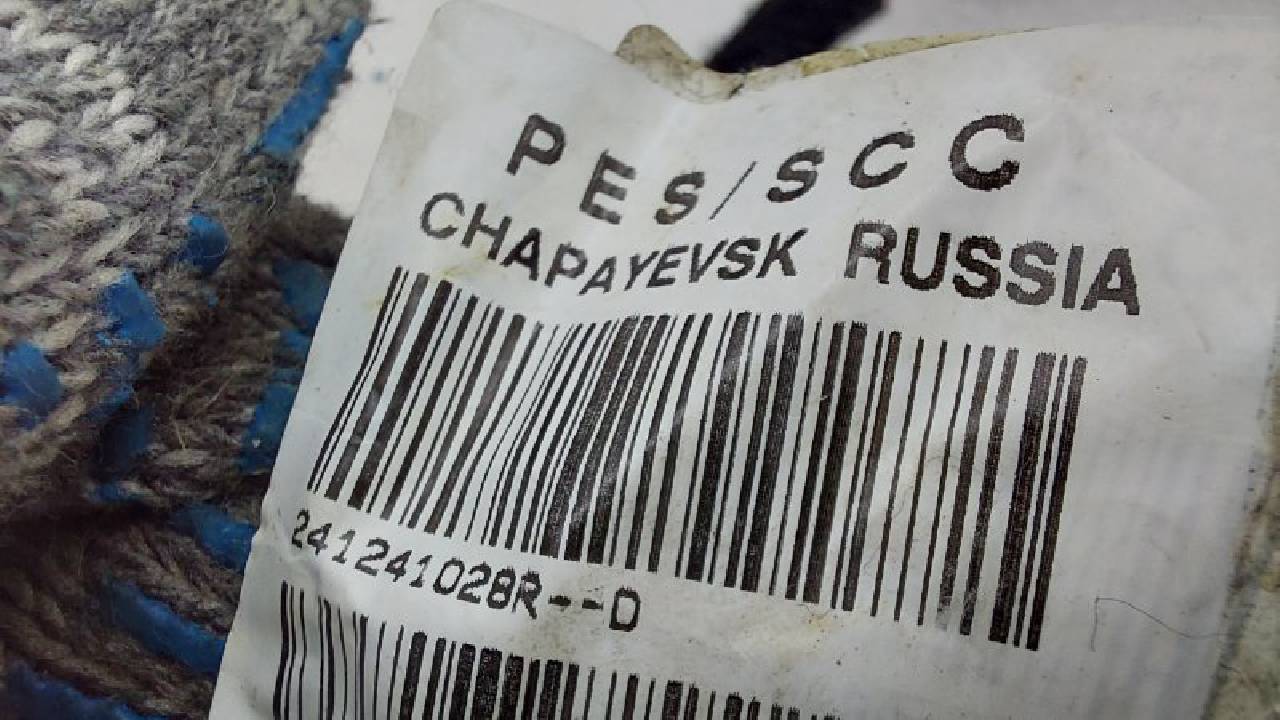 PES/SCC
CHAPAYEVSK RUSSIA
241241028R--D